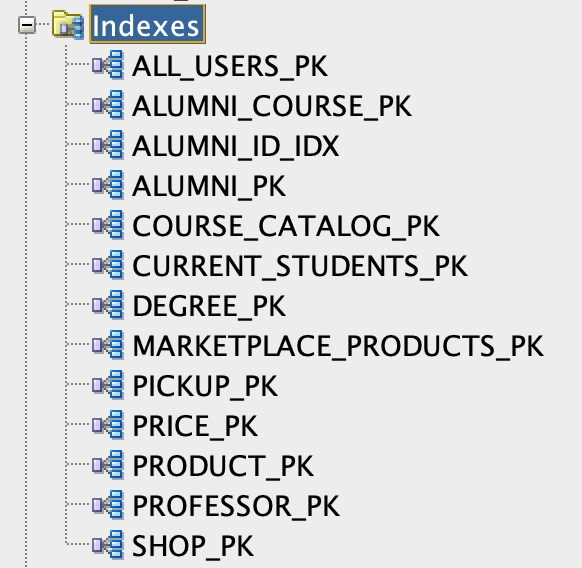 Indexes
ALL_USERS_PK
ALUMNI_COURSE_PK
ALUMNI_ID_IDX
ALUMNI_PK
COURSE_CATALOG_PK
CURRENT_STUDENTS_PK
DEGREE_PK
MARKETPLACE_PRODUCTS_PK
PICKUP_PK
PRICE_PK
PRODUCT_PK
PROFESSOR_PK
SHOP_PK